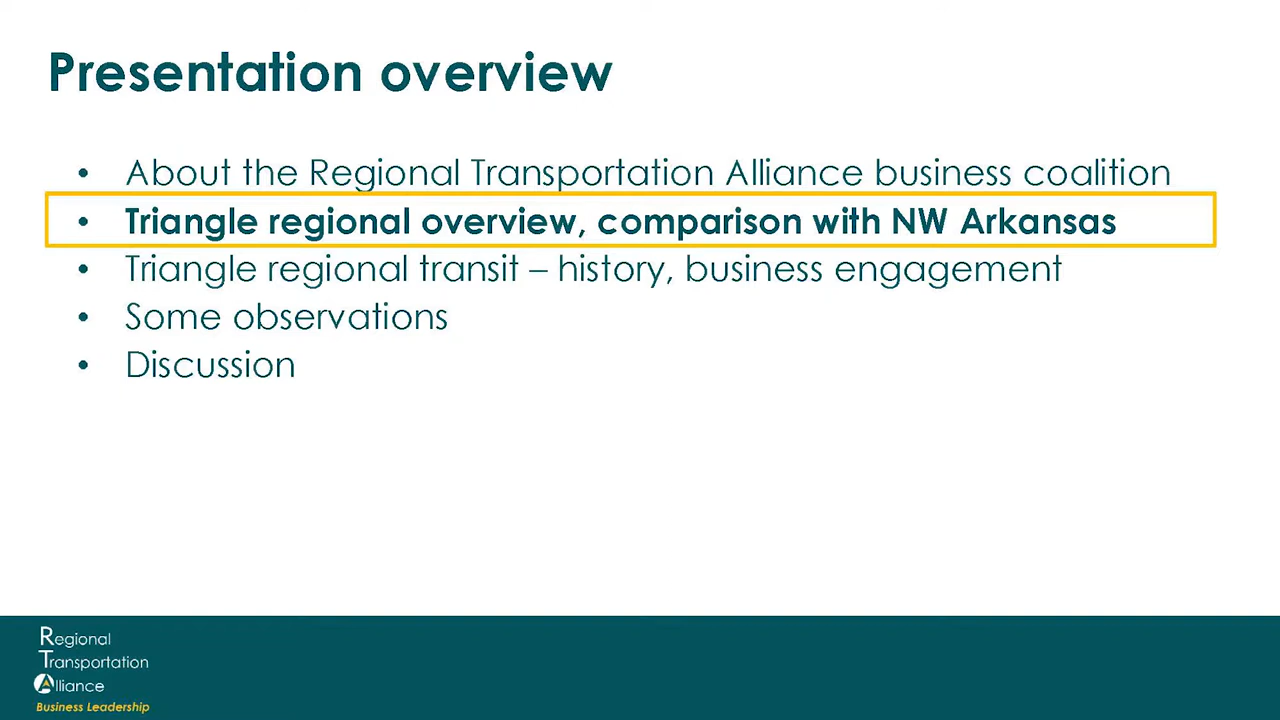 Presentation overview
• About the Regional Transportation Alliance business coalition
• Triangle regional overview, comparison with NW Arkansas
• Triangle regional transit – history, business engagement
• Some observations
• Discussion
Regional
Transportation
Alliance
Business Leadership